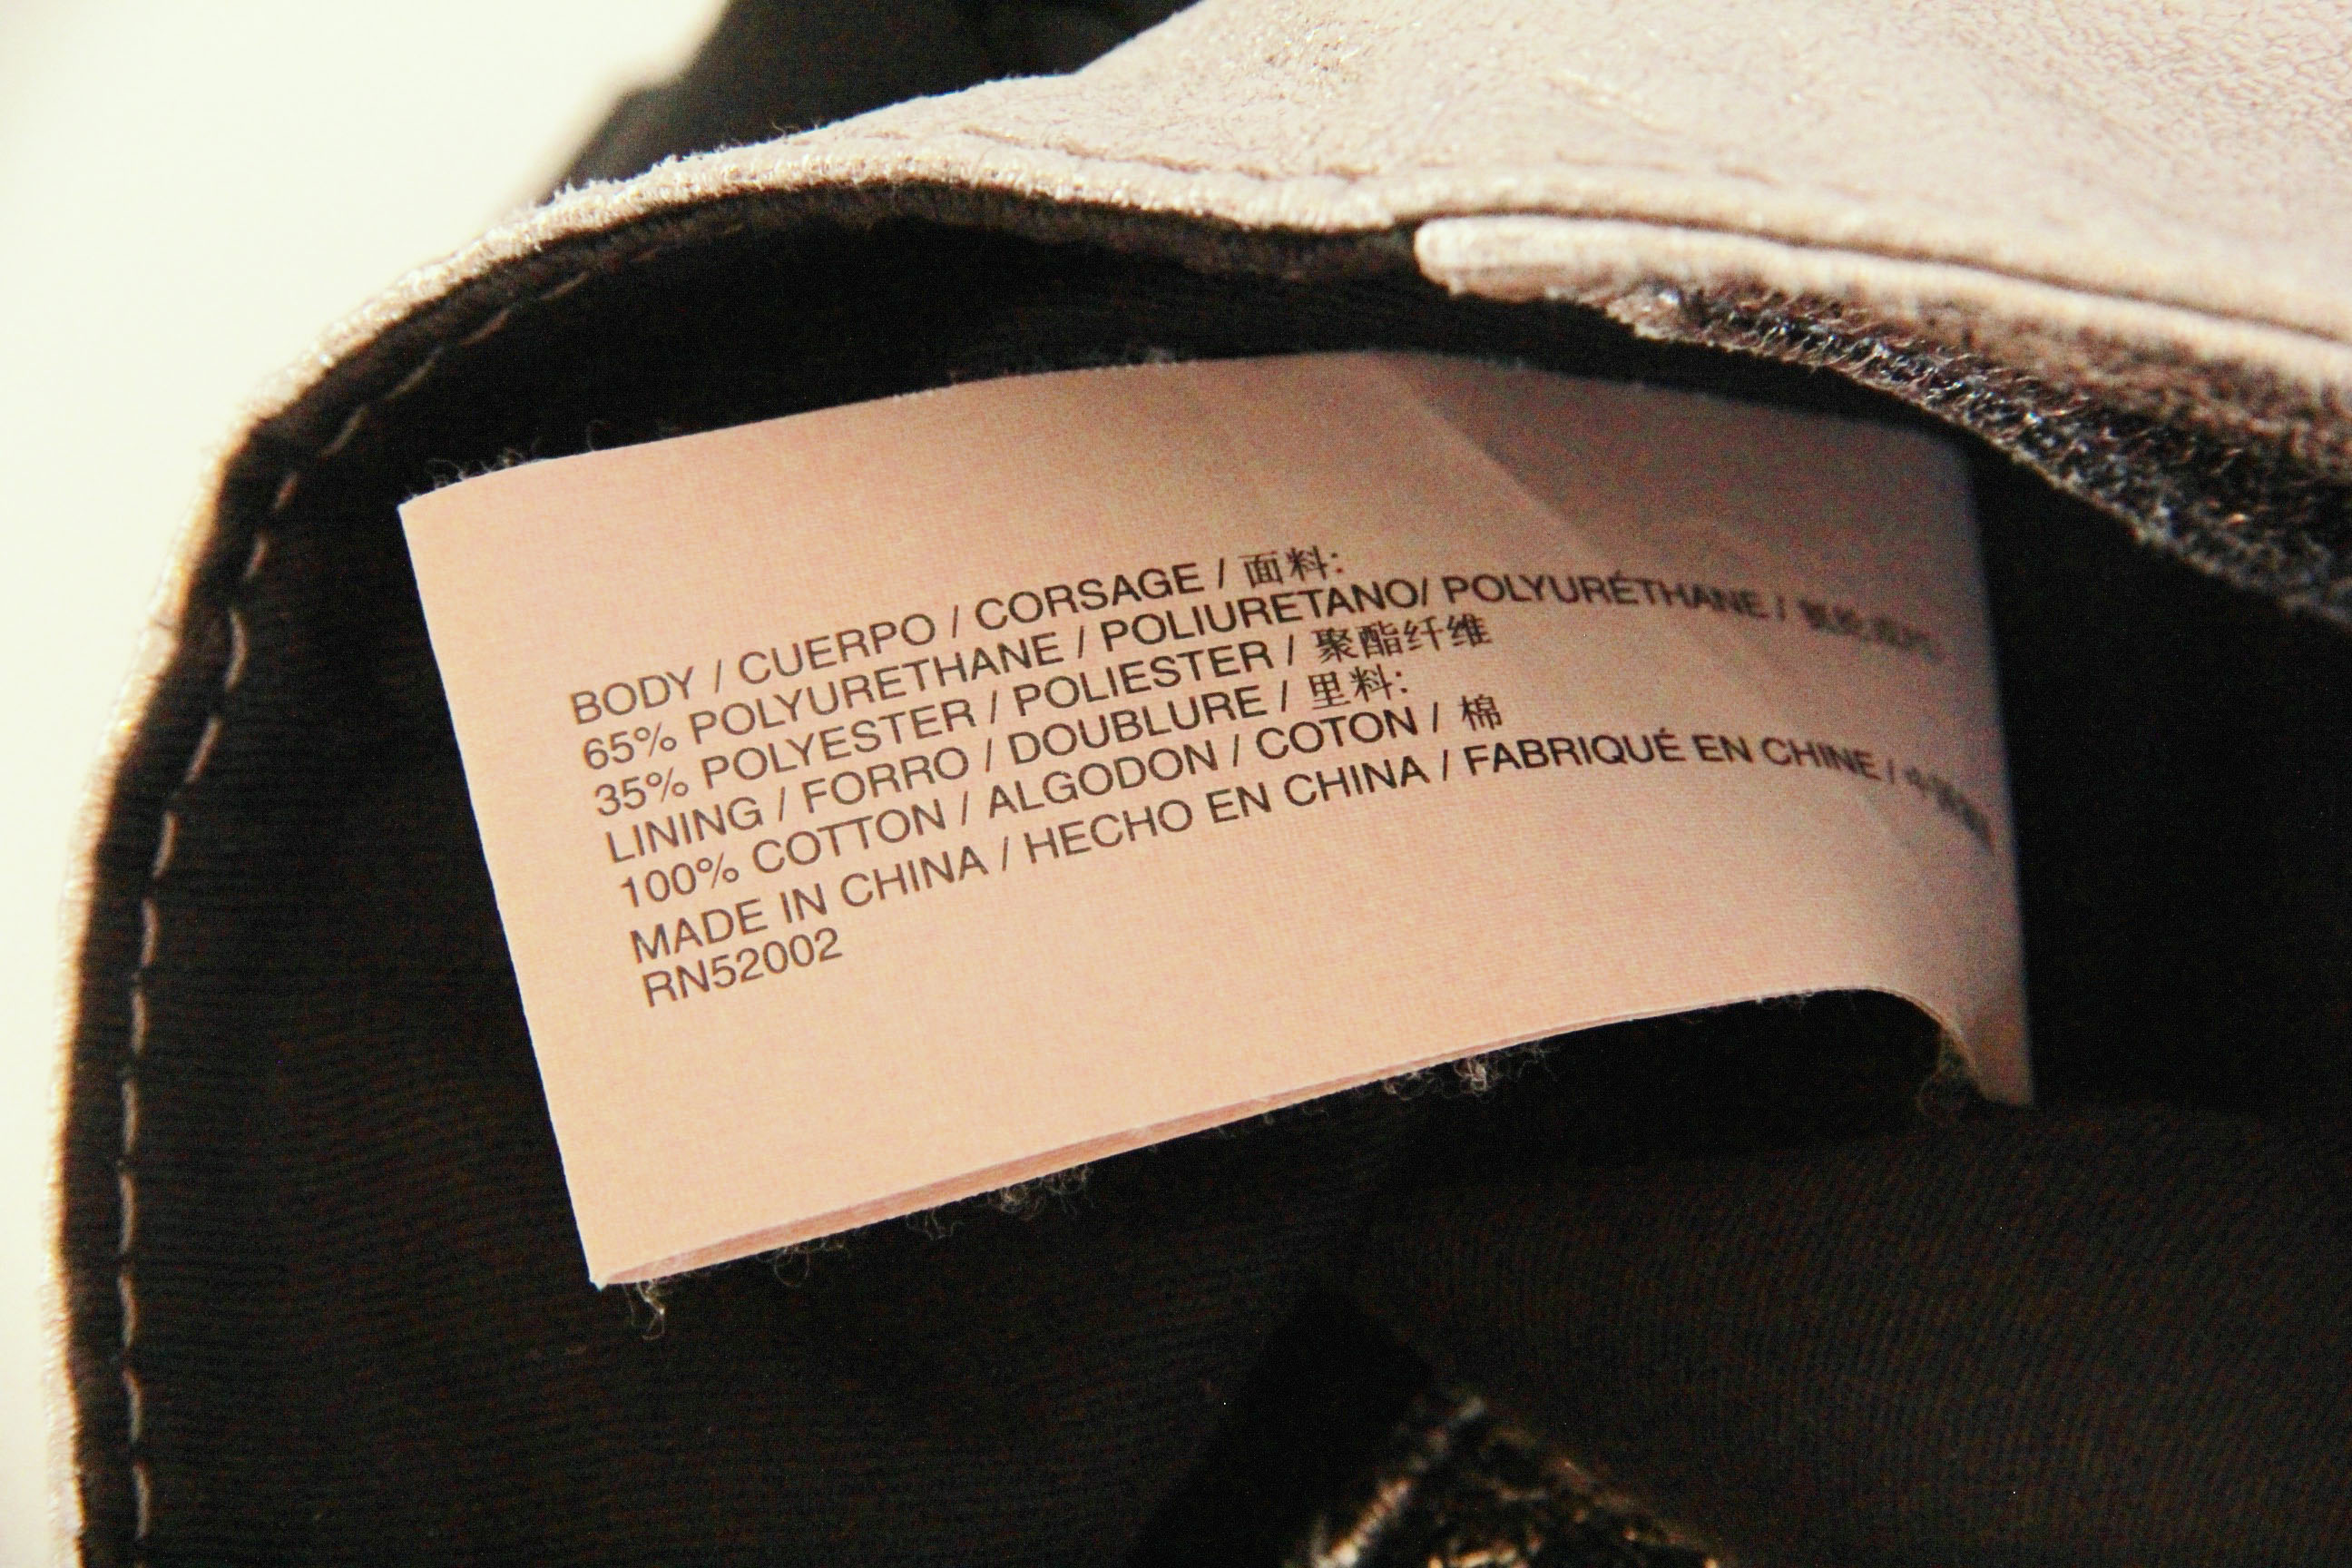 BODY / CUERPO / CORSAGE / 面料:
65% POLYURETHANE / POLIURETANO/ POLYURÉTHANE /
35% POLYESTER / POLIESTER / 聚酯纤维
LINING / FORRO / DOUBLURE / 里料:
100% COTTON / ALGODON / COTON / 棉
MADE IN CHINA / HECHO EN CHINA / FABRIQUÉ EN CHINE /
RN52002